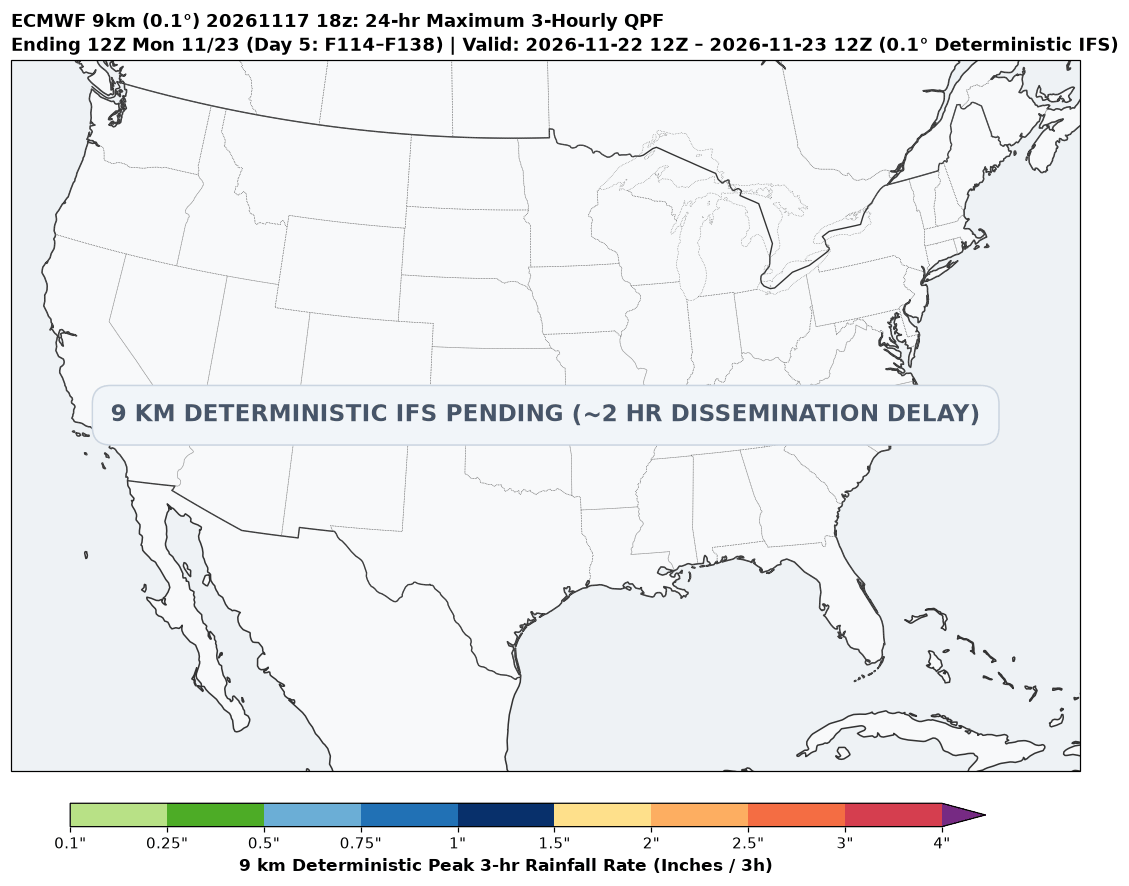 ECMWF 9km (0.1°) 20261117 18z: 24-hr Maximum 3-Hourly QPF
Ending 12Z Mon 11/23 (Day 5: F114–F138) | Valid: 2026-11-22 12Z – 2026-11-23 12Z (0.1° Deterministic IFS)
9 KM DETERMINISTIC IFS PENDING (~2 HR DISSEMINATION DELAY)
0.1" 0.25" 0.5" 0.75" 1" 1.5" 2" 2.5" 3" 4"
9 km Deterministic Peak 3-hr Rainfall Rate (Inches / 3h)